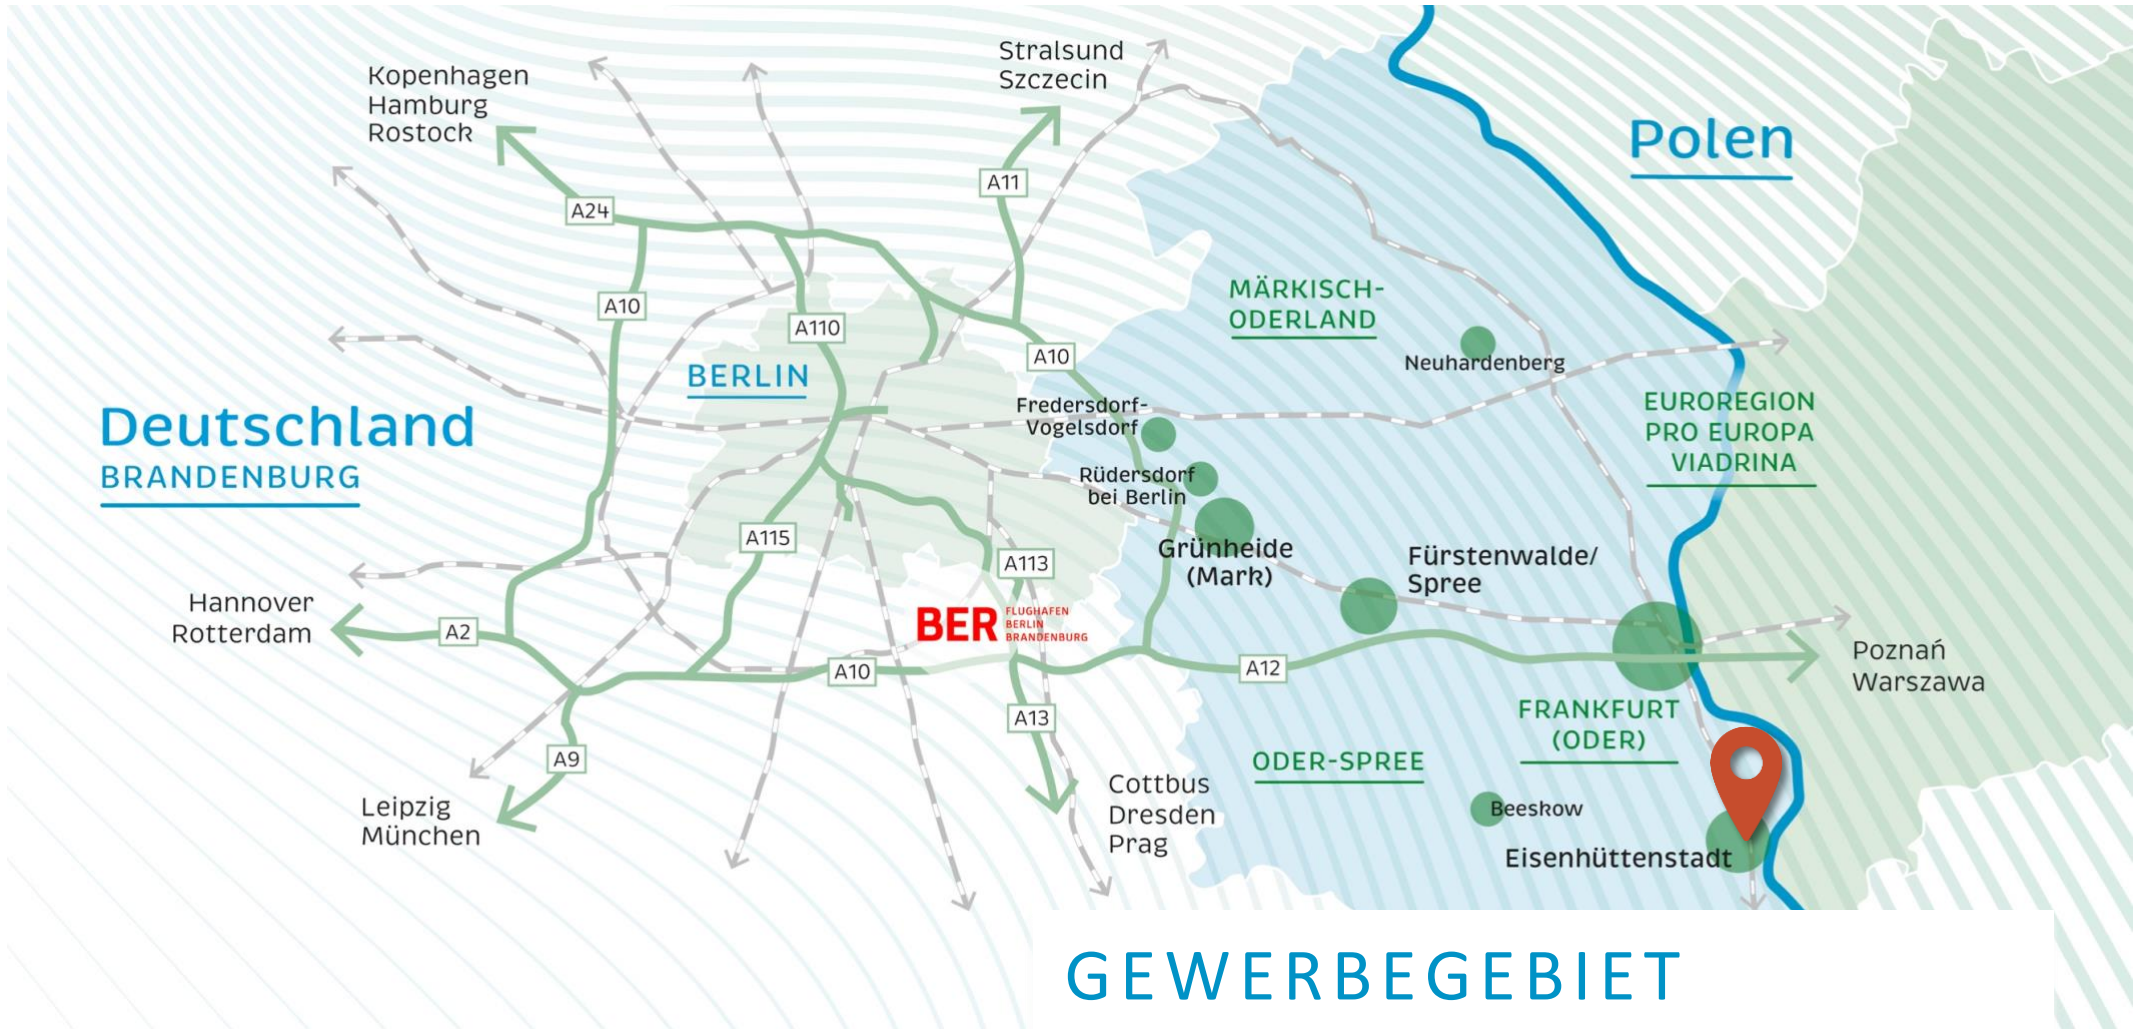 Stralsund
Szczecin
Kopenhagen
Hamburg
Rostock
Polen
A11
A24
MÄRKISCH-
ODERLAND
A10
A110
A10
Neuhardenberg
BERLIN
Deutschland
BRANDENBURG
Fredersdorf-
Vogelsdorf
EUROREGION
PRO EUROPA
VIADRINA
Rüdersdorf
bei Berlin
A115
A113
Grünheide
(Mark)
Fürstenwalde/
Spree
Hannover
Rotterdam
A2
BER
FLUGHAFEN
BERLIN
BRANDENBURG
A10
A12
Poznań
Warszawa
A13
FRANKFURT
(ODER)
A9
ODER-SPREE
Leipzig
München
Cottbus
Dresden
Prag
Beeskow
Eisenhüttenstadt
GEWERBEGEBIET